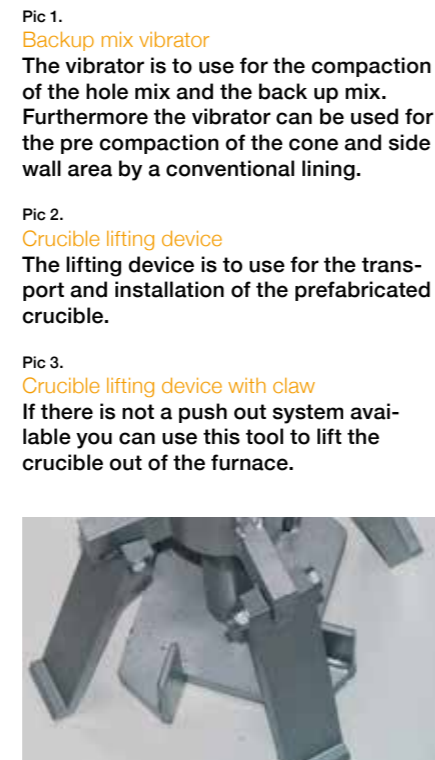 Pic 1.
Backup mix vibrator
The vibrator is to use for the compaction
of the hole mix and the back up mix.
Furthermore the vibrator can be used for
the pre compaction of the cone and side
wall area by a conventional lining.
Pic 2.
Crucible lifting device
The lifting device is to use for the trans-
port and installation of the prefabricated
crucible.
Pic 3.
Crucible lifting device with claw
If there is not a push out system avai-
lable you can use this tool to lift the
crucible out of the furnace.